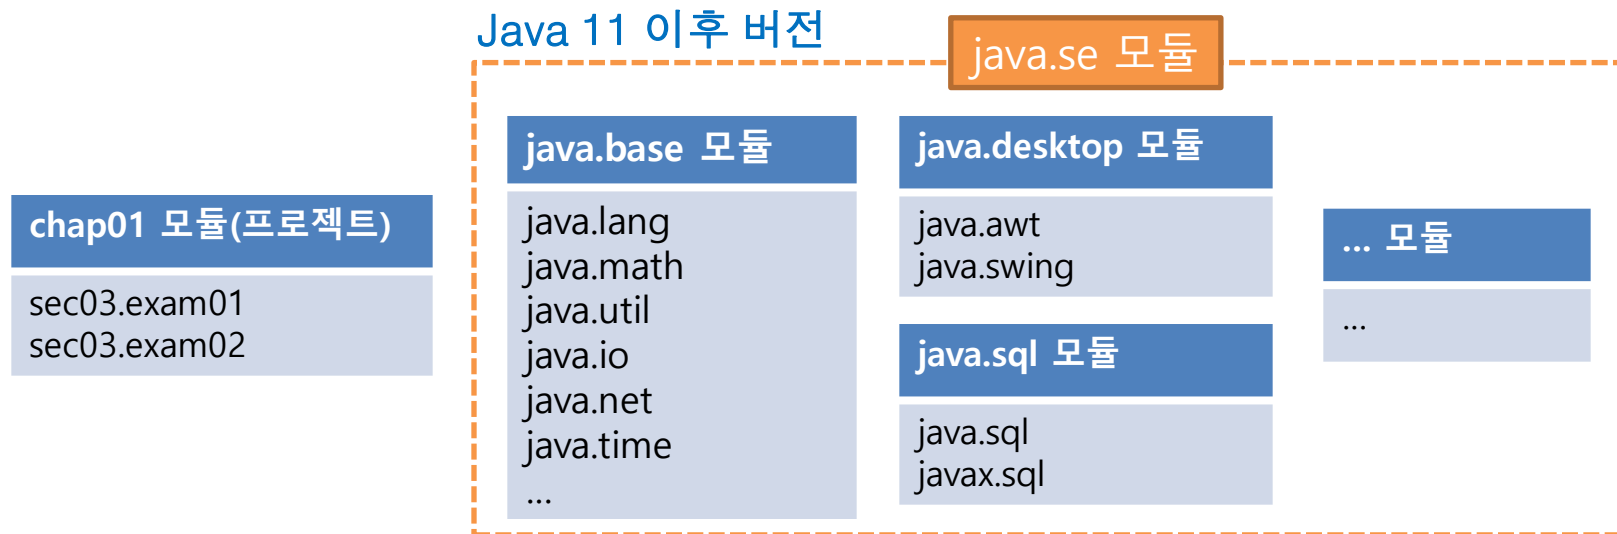 Java 11 이후 버전
java.se 모듈
chap01 모듈(프로젝트)
sec03.exam01
sec03.exam02
java.base 모듈
java.lang
java.math
java.util
java.io
java.net
java.time
...
java.desktop 모듈
java.awt
java.swing
java.sql 모듈
java.sql
javax.sql
... 모듈
...